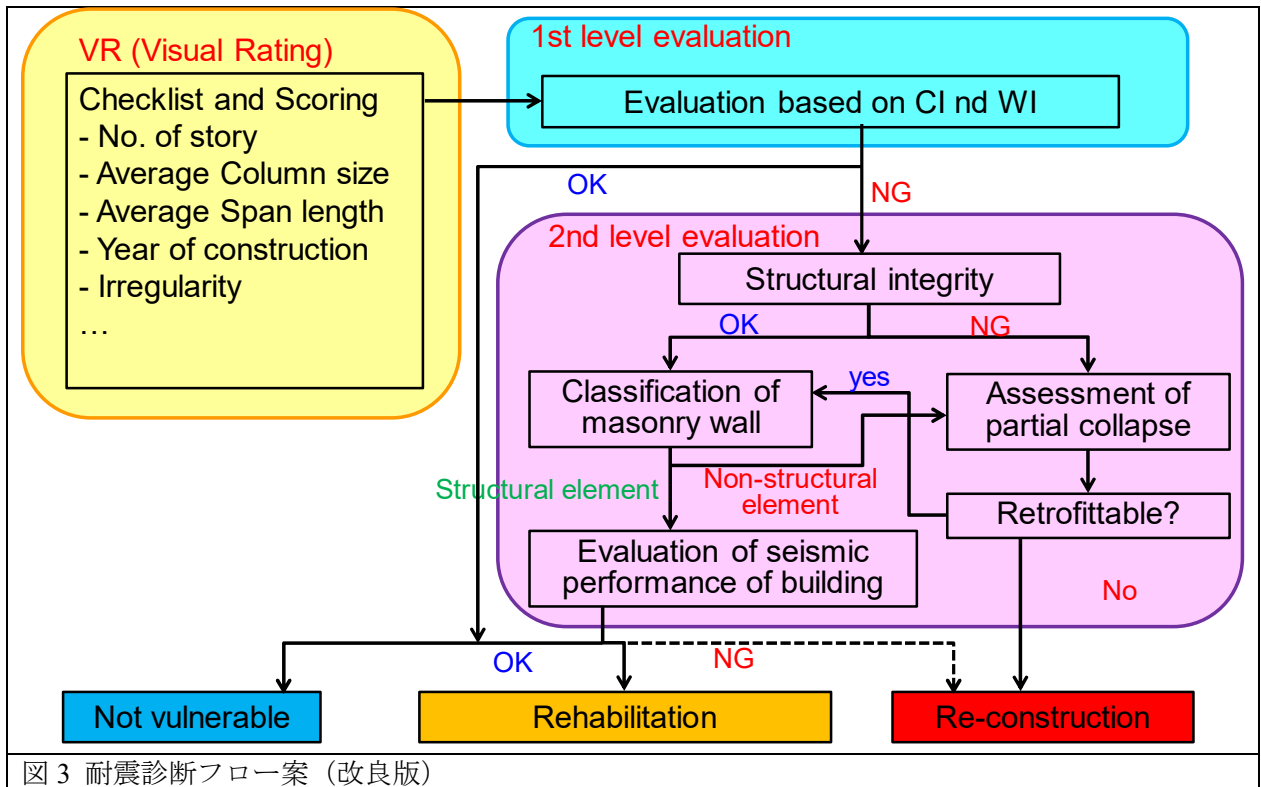 VR (Visual Rating)
Checklist and Scoring
- No. of story
- Average Column size
- Average Span length
- Year of construction
- Irregularity
…
1st level evaluation
Evaluation based on CI nd WI
OK
NG
2nd level evaluation
Structural integrity
OK
NG
Classification of
masonry wall
yes
Assessment of
partial collapse
Structural element
Non-structural
element
Retrofittable?
Evaluation of seismic
performance of building
No
OK
NG
Not vulnerable
Rehabilitation
Re-construction
図 3 耐震診断フロー案（改良版）